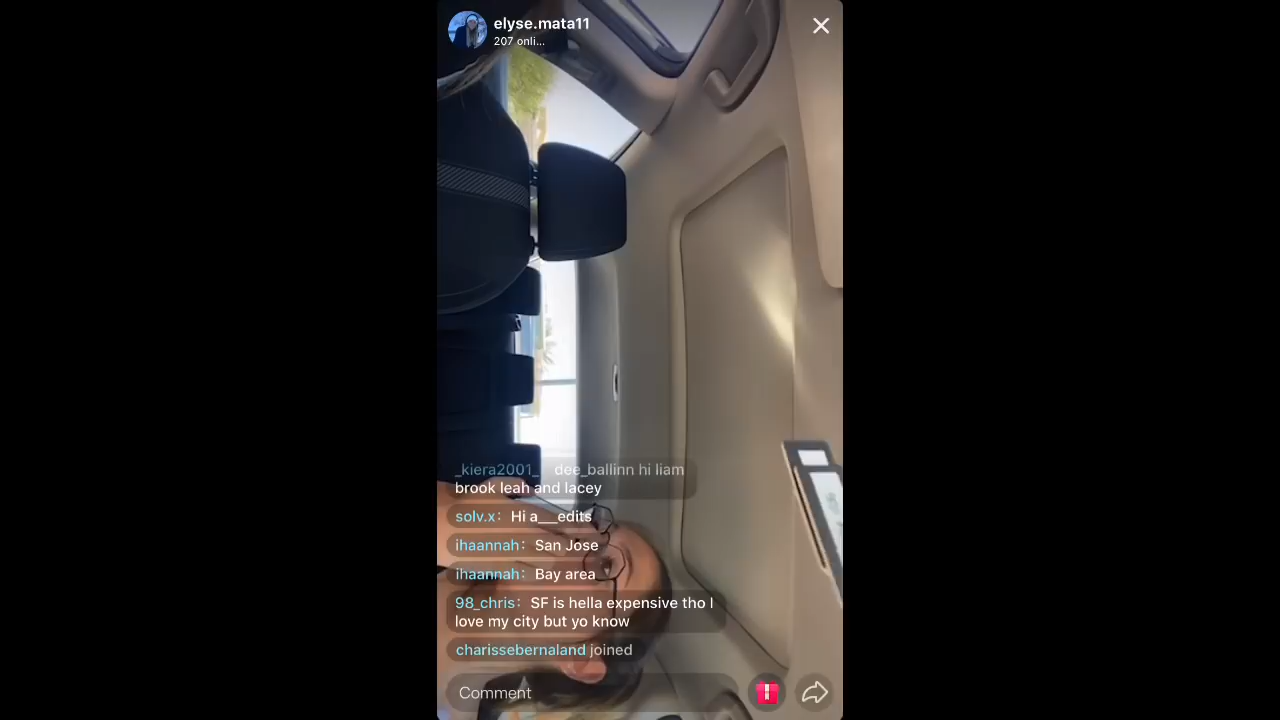 elyse.mata11
207 onli...
_kiera2001_ dee_ballinn hi liam
brook leah and lacey
solv.x: Hi a___edits
ihaannah: San Jose
ihaannah: Bay area
98_chris: SF is hella expensive tho I
love my city but yo know
charissebernaland joined
Comment